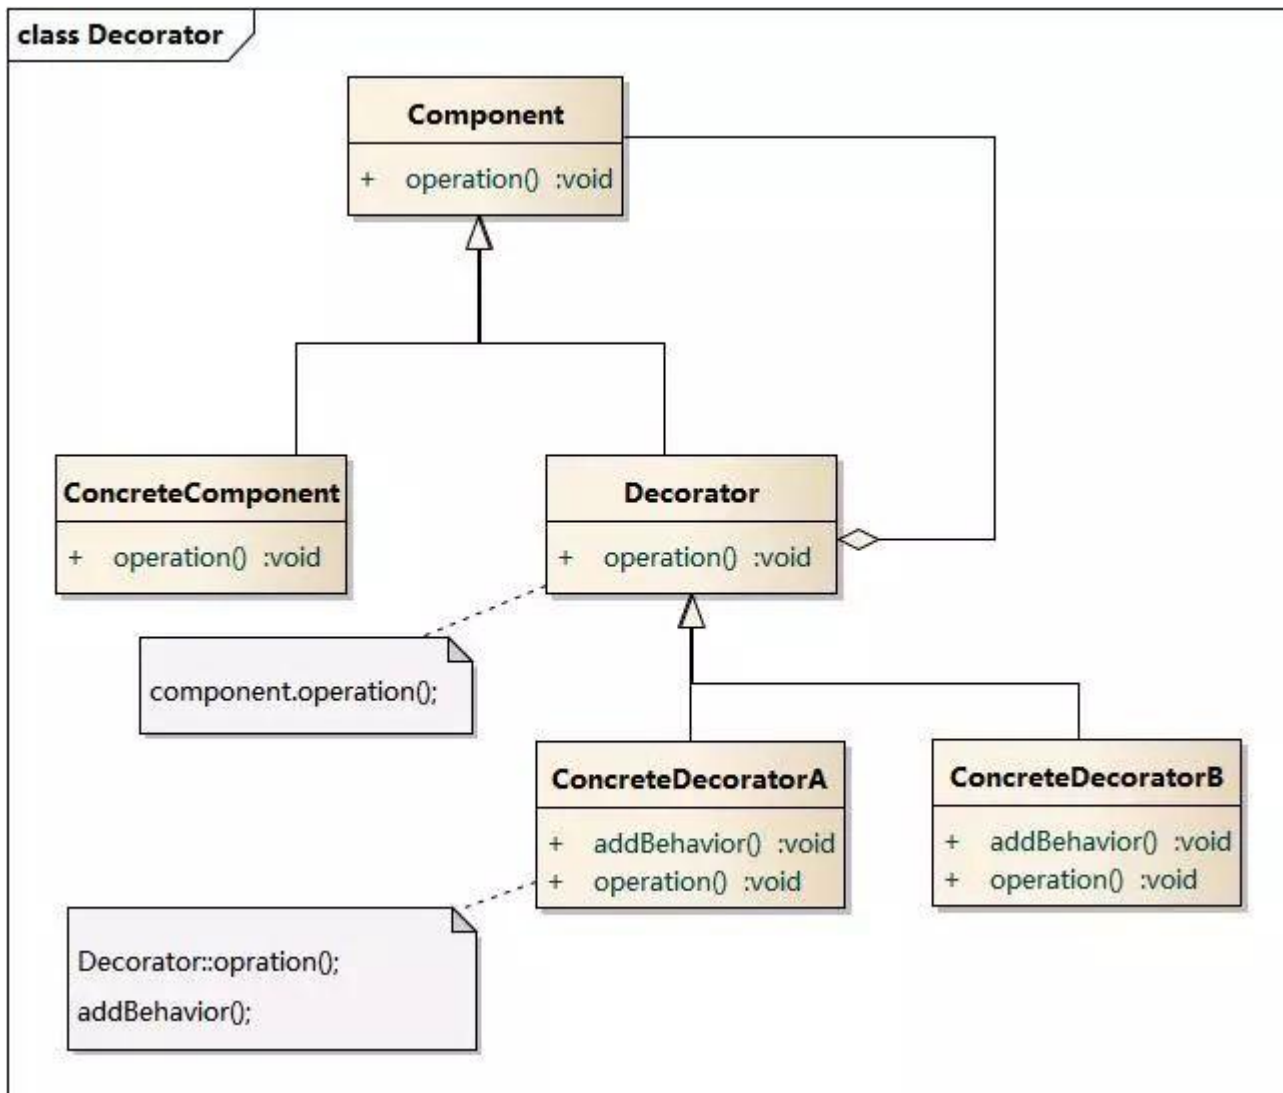 class Decorator
Component
+ operation() :void
ConcreteComponent
+ operation() :void
Decorator
+ operation() :void
component.operation();
ConcreteDecoratorA
+ addBehavior() :void
+ operation() :void
ConcreteDecoratorB
+ addBehavior() :void
+ operation() :void
Decorator::opration();
addBehavior();